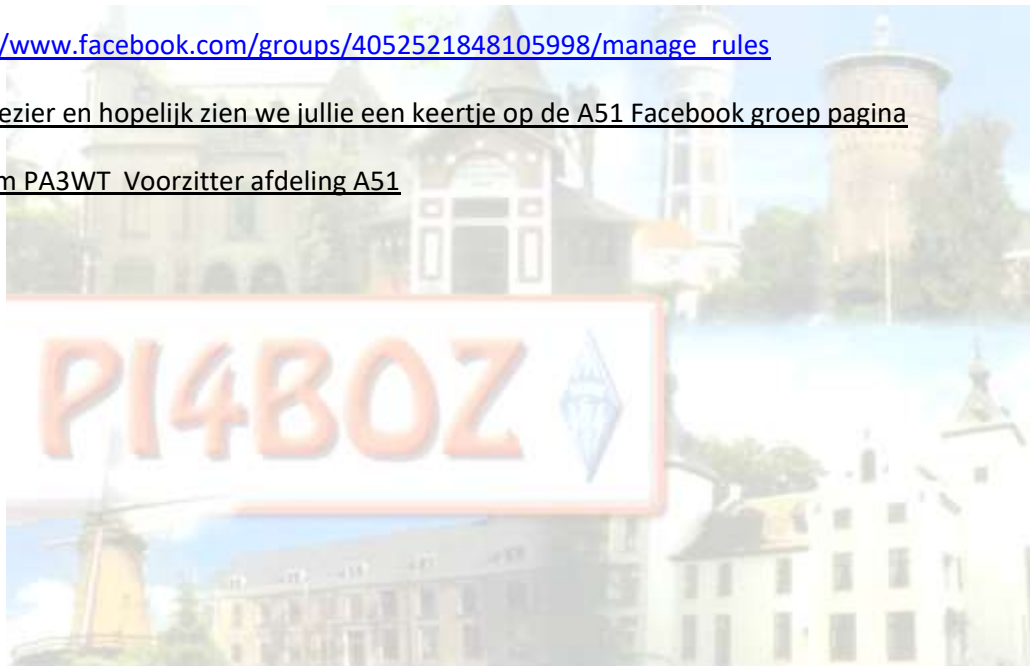 /www.facebook.com/groups/4052521848105998/manage_rules
ezier en hopelijk zien we jullie een keertje op de A51 Facebook groep pagina
m PA3WT Voorzitter afdeling A51
PI4BOZ